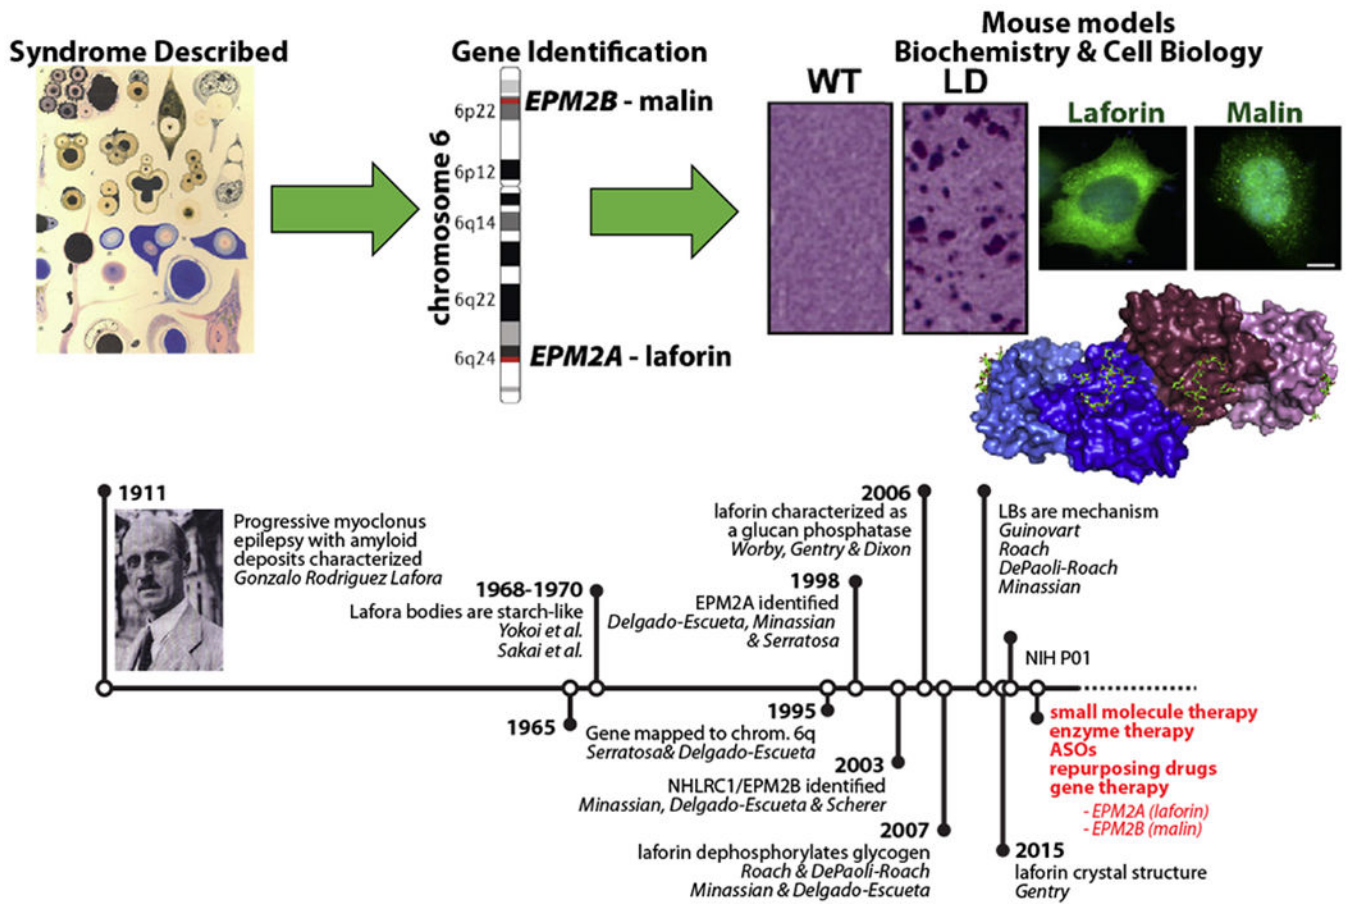 Syndrome Described
Gene Identification
Mouse models
Biochemistry & Cell Biology
chromosome 6
6p22
6p12
6q14
6q22
6q24
EPM2B - malin
EPM2A - laforin
WT
LD
Laforin
Malin
1911
Progressive myoclonus
epilepsy with amyloid
deposits characterized
Gonzalo Rodriguez Lafora
1965
1968-1970
Lafora bodies are starch-like
Yokoi et al.
Sakai et al.
1995
Gene mapped to chrom. 6q
Serratosa& Delgado-Escueta
1998
EPM2A identified
Delgado-Escueta, Minassian
& Serratosa
2003
NHLRC1/EPM2B identified
Minassian, Delgado-Escueta & Scherer
2006
laforin characterized as
a glucan phosphatase
Worby, Gentry & Dixon
2007
laforin dephosphorylates glycogen
Roach & DePaoli-Roach
Minassian & Delgado-Escueta
LBs are mechanism
Guinovart
Roach
DePaoli-Roach
Minassian
2015
laforin crystal structure
Gentry
NIH P01
small molecule therapy
enzyme therapy
ASOs
repurposing drugs
gene therapy
- EPM2A (laforin)
- EPM2B (malin)